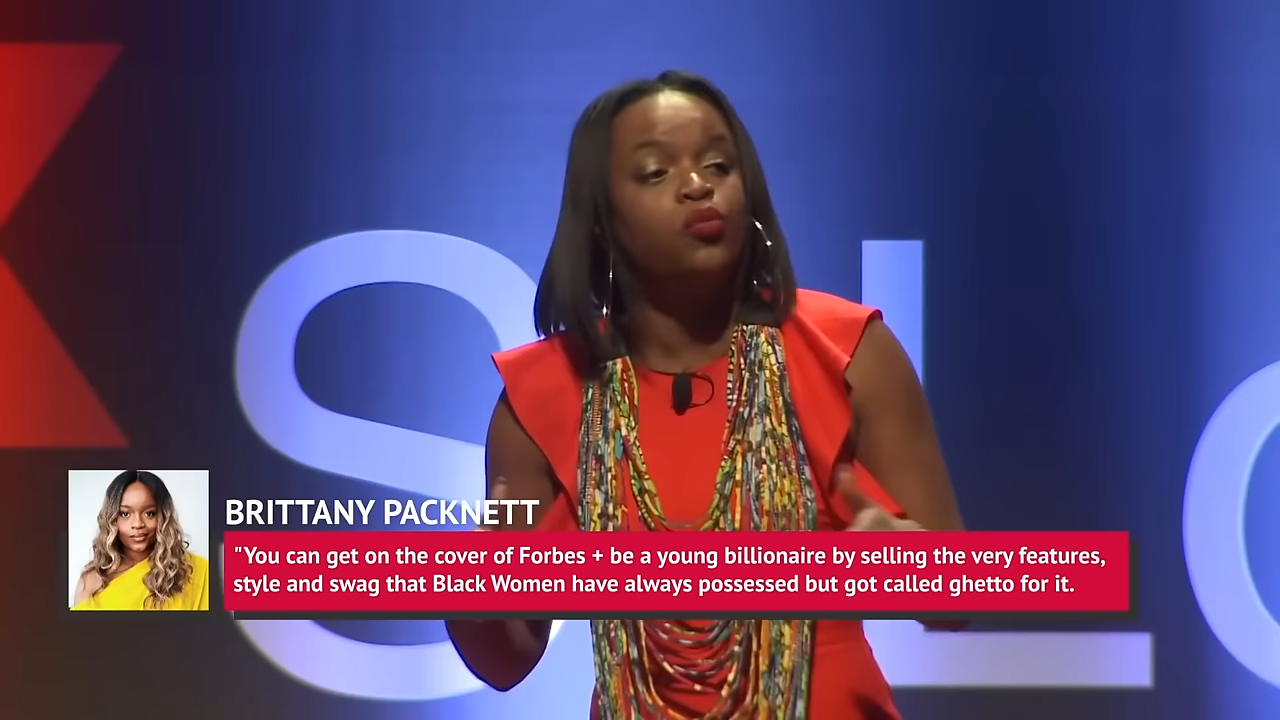 X
S L o
BRITTANY PACKNETT
"You can get on the cover of Forbes + be a young billionaire by selling the very features,
style and swag that Black Women have always possessed but got called ghetto for it.